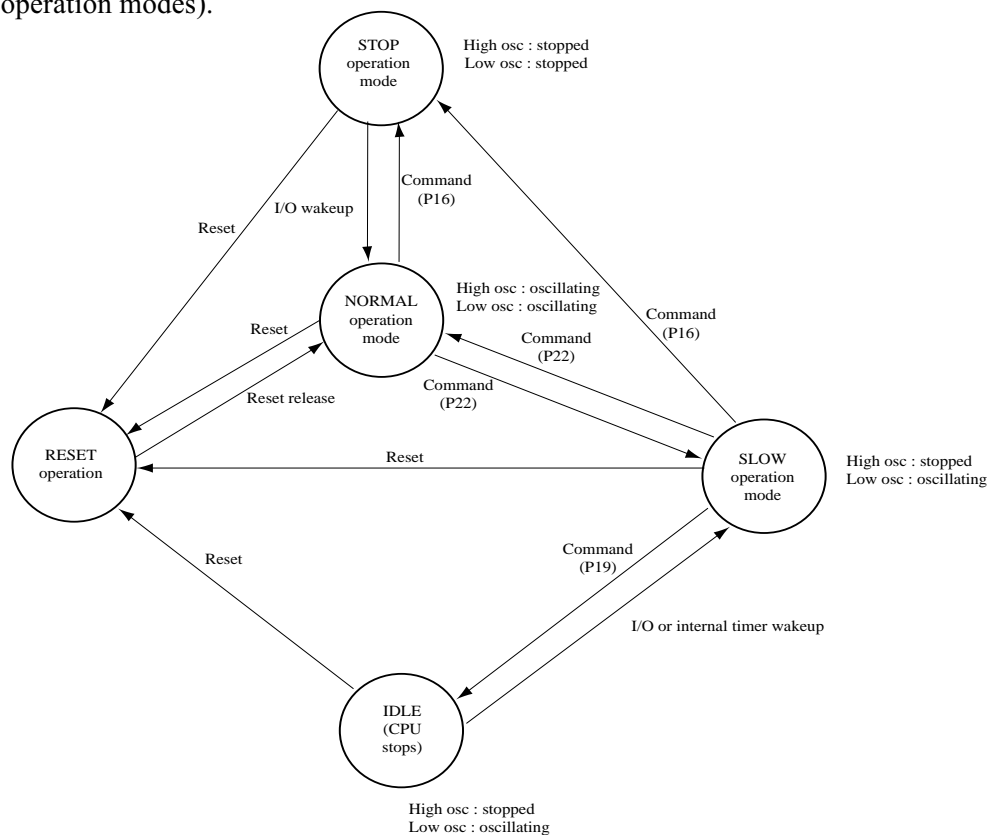 operation modes).
STOP
operation
mode
High osc : stopped
Low osc : stopped
Command
(P16)
I/O wakeup
Reset
NORMAL
operation
mode
High osc : oscillating
Low osc : oscillating
Command
(P16)
Reset
Command
(P22)
Command
(P22)
Reset release
RESET
operation
Reset
SLOW
operation
mode
High osc : stopped
Low osc : oscillating
Reset
Command
(P19)
I/O or internal timer wakeup
IDLE
(CPU
stops)
High osc : stopped
Low osc : oscillating